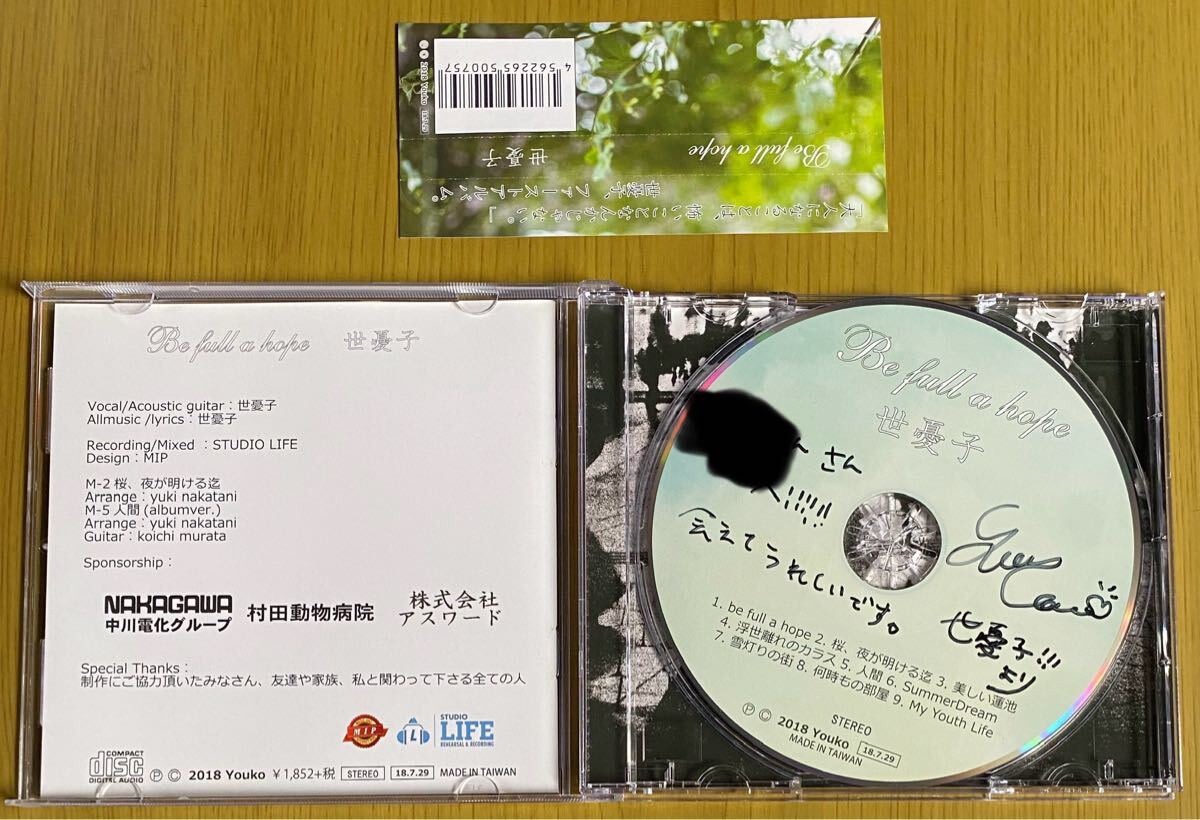 4 562265 500757
℗ © 2018 Youko 18.7.29
Be full a hope 世憂子
「大人になることは、怖いことなんかじゃない。」
世憂子、ファーストアルバム。
Be full a hope 世憂子
Vocal/Acoustic guitar：世憂子
Allmusic /lyrics：世憂子
Recording/Mixed ：STUDIO LIFE
Design：MIP
M-2 桜、夜が明ける迄
Arrange：yuki nakatani
M-5 人間 (albumver.)
Arrange：yuki nakatani
Guitar：koichi murata
Sponsorship：
NAKAGAWA
中川電化グループ
村田動物病院
株式会社
アスワード
Special Thanks：
制作にご協力頂いたみなさん、友達や家族、私と関わって下さる全ての人
MIP
STUDIO
LIFE
REHEARSAL & RECORDING
COMPACT
disc
DIGITAL AUDIO
℗ © 2018 Youko ¥1,852+税 STEREO 18.7.29 MADE IN TAIWAN
Be full a hope
世憂子
さん
!!!!!
会えてうれしいです。
世憂子!!!
より
1. be full a hope 2. 桜、夜が明ける迄 3. 美しい蓮池
4. 浮世離れのカラス 5. 人間 6. SummerDream
7. 雪灯りの街 8. 何時もの部屋 9. My Youth Life
STEREO
℗ © 2018 Youko 18.7.29
MADE IN TAIWAN